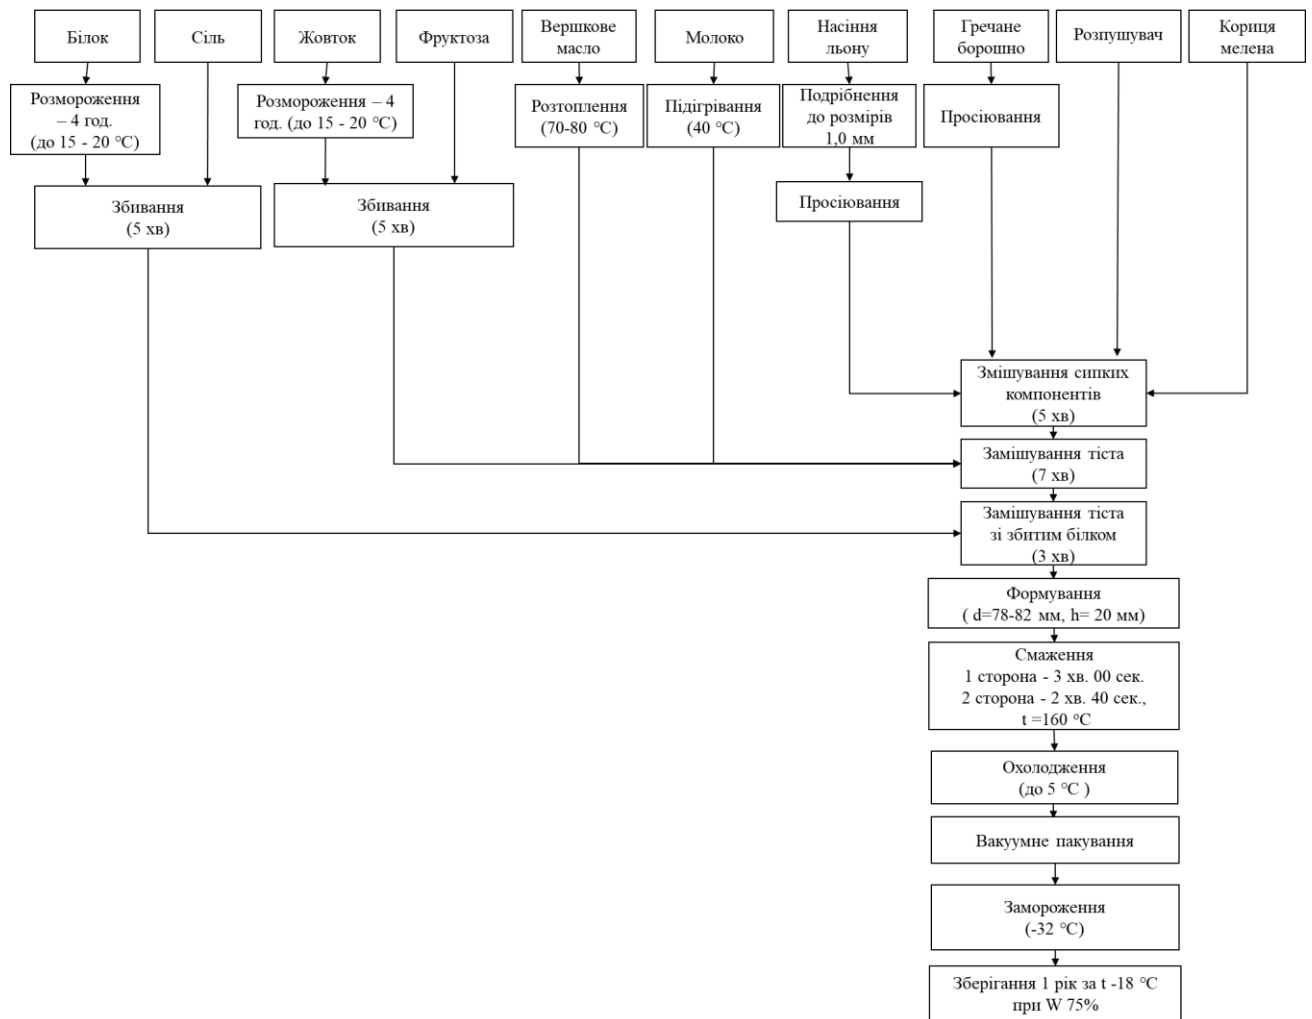 Білок
Сіль
Жовток
Фруктоза
Вершкове
масло
Молоко
Насіння
льону
Гречане
борошно
Розпушувач
Кориця
мелена
Розмороження
– 4 год.
(до 15 - 20 °С)
Розмороження – 4
год. (до 15 - 20 °С)
Розтоплення
(70-80 °С)
Підігрівання
(40 °С)
Подрібнення
до розмірів
1,0 мм
Просіювання
Збивання
(5 хв)
Збивання
(5 хв)
Просіювання
Змішування сипких
компонентів
(5 хв)
Замішування тіста
(7 хв)
Замішування тіста
зі збитим білком
(3 хв)
Формування
( d=78-82 мм, h= 20 мм)
Смаження
1 сторона - 3 хв. 00 сек.
2 сторона - 2 хв. 40 сек.,
t =160 °С
Охолодження
(до 5 °С )
Вакуумне пакування
Замороження
(-32 °С)
Зберігання 1 рік за t -18 °С
при W 75%